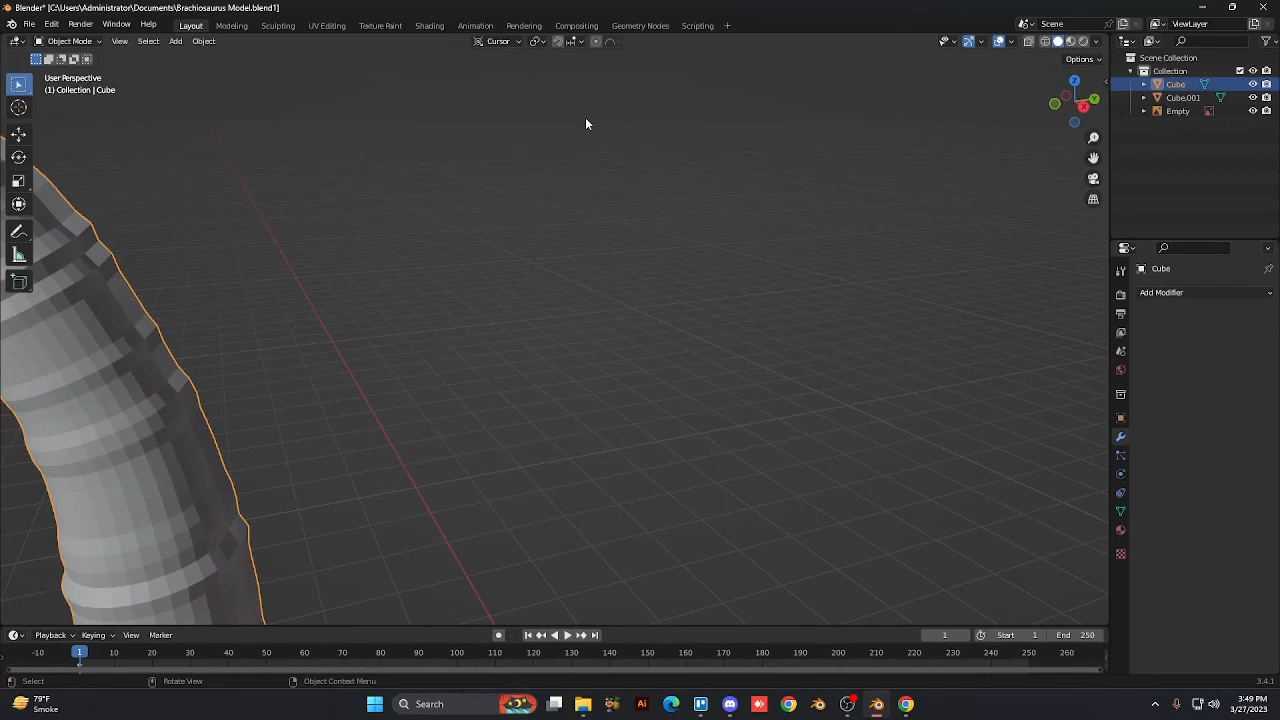 Blender* [C:\Users\Administrator\Documents\Brachiosaurus Model.blend1]
File Edit Render Window Help Layout Modeling Sculpting UV Editing Texture Paint Shading Animation Rendering Compositing Geometry Nodes Scripting + Scene ViewLayer
Object Mode View Select Add Object Cursor
Options
User Perspective
(1) Collection | Cube
Z
Y
X
Scene Collection
Collection
Cube
Cube.001
Empty
Cube
Add Modifier
Playback Keying View Marker 1 Start 1 End 250
-10 1 10 20 30 40 50 60 70 80 90 100 110 120 130 140 150 160 170 180 190 200 210 220 230 240 250 260
Select Rotate View Object Context Menu 3.4.1
79°F
Smoke
Search
3:49 PM
3/27/2023